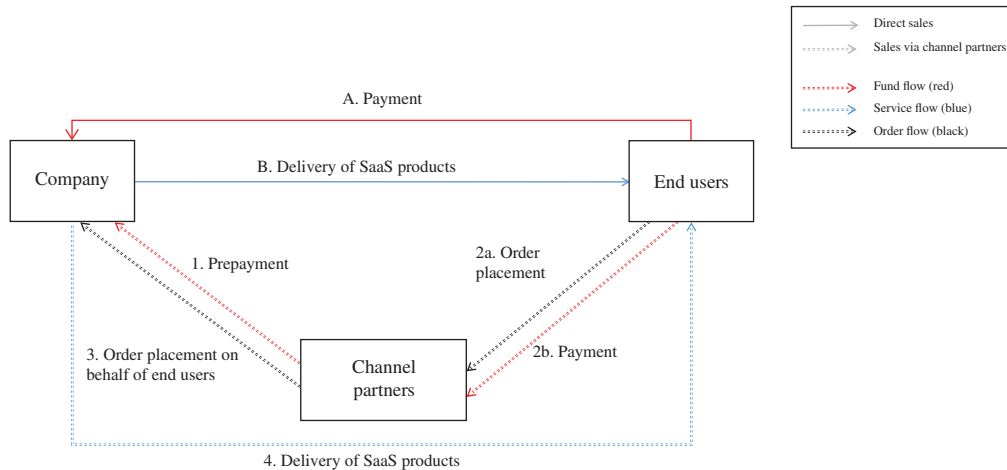 Direct sales
Sales via channel partners
Fund flow (red)
Service flow (blue)
Order flow (black)
A. Payment
Company
B. Delivery of SaaS products
End users
1. Prepayment
2a. Order
placement
3. Order placement on
behalf of end users
Channel
partners
2b. Payment
4. Delivery of SaaS products